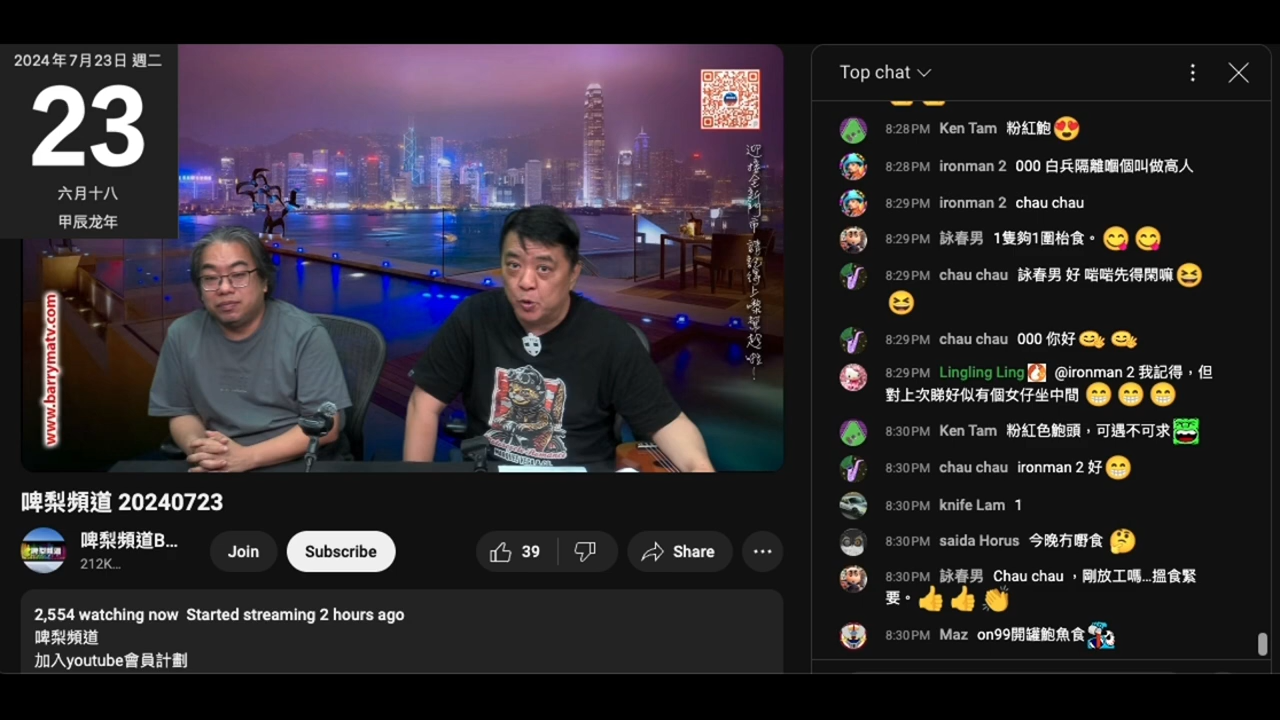 2024年7月23日 週二
23
六月十八
甲辰龙年
www.barrymatv.com
啤梨頻道 20240723
啤梨頻道B...
212K...
Join
Subscribe
39
Share
2,554 watching now Started streaming 2 hours ago
啤梨頻道
加入youtube會員計劃
Top chat
8:28PM Ken Tam 粉紅鮑😍
8:28PM ironman 2 000 白兵隔離嗰個叫做高人
8:29PM ironman 2 chau chau
8:29PM 詠春男 1隻夠1圍枱食。😋😋
8:29PM chau chau 詠春男 好 啱啱先得閑嘛😆
😆
8:29PM chau chau 000 你好🥰🥰
8:29PM Lingling Ling @ironman 2 我記得，但
對上次睇好似有個女仔坐中間 😁😁😁
8:30PM Ken Tam 粉紅色鮑頭，可遇不可求
8:30PM chau chau ironman 2 好😁
8:30PM knife Lam 1
8:30PM saida Horus 今晚冇嘢食 🤔
8:30PM 詠春男 Chau chau ，剛放工嗎...搵食緊
要。👍👍👏
8:30PM Maz on99開罐鮑魚食